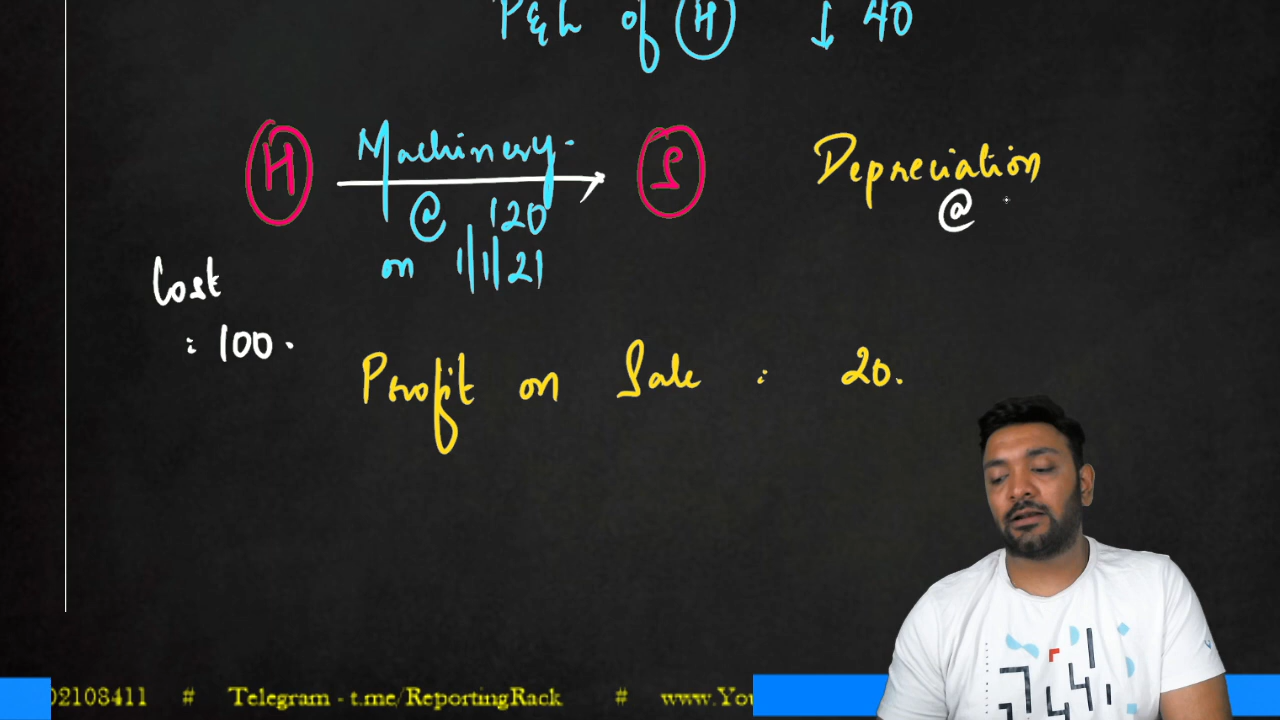 P&L of H ↓ 40
H Machinery. S Depreciation
@ 120 @
on 1/1/21
Cost
: 100.
Profit on Sale : 20.
02108411 # Telegram - t.me/ReportingRack # www.You